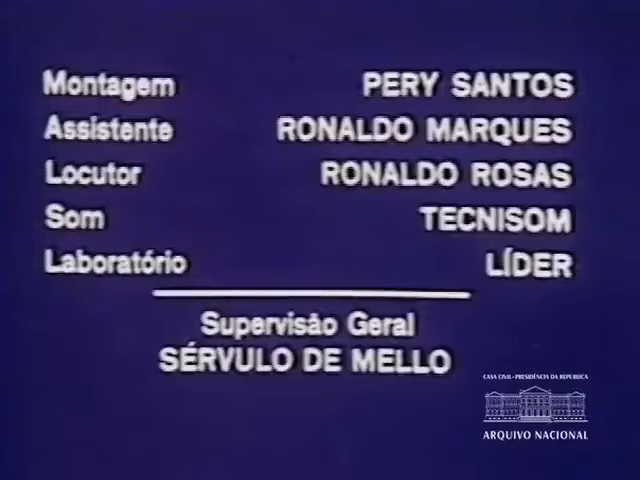 Montagem PERY SANTOS
Assistente RONALDO MARQUES
Locutor RONALDO ROSAS
Som TECNISOM
Laboratório LÍDER
Supervisão Geral
SÉRVULO DE MELLO
CASA CIVIL-PRESIDÊNCIA DA REPÚBLICA
ARQUIVO NACIONAL